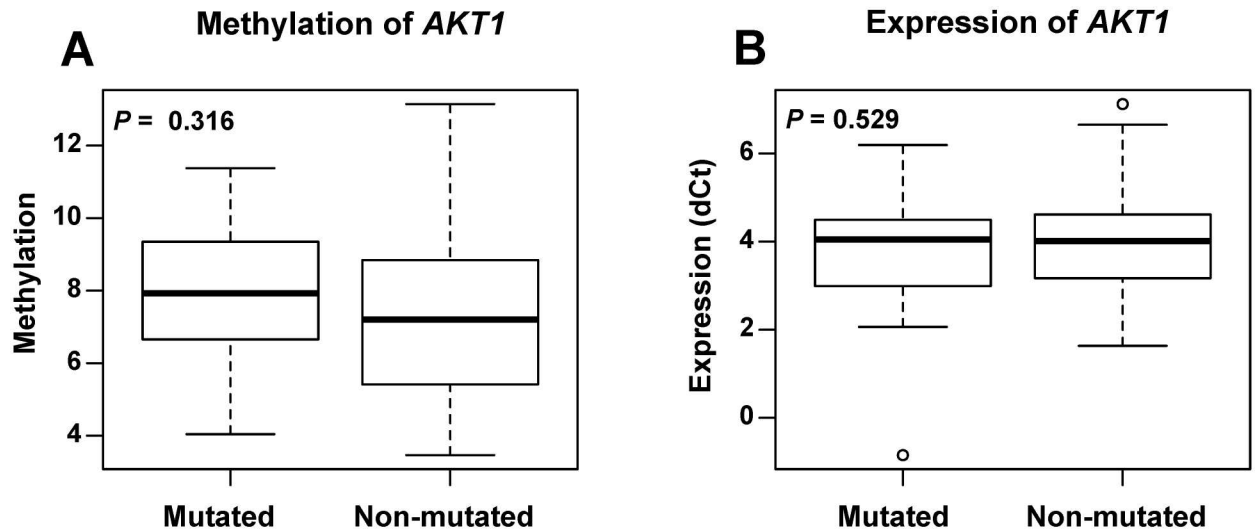 A
Methylation of AKT1
P = 0.316
Methylation
12
10
8
6
4
Mutated
Non-mutated
B
Expression of AKT1
P = 0.529
Expression (dCt)
6
4
2
0
Mutated
Non-mutated